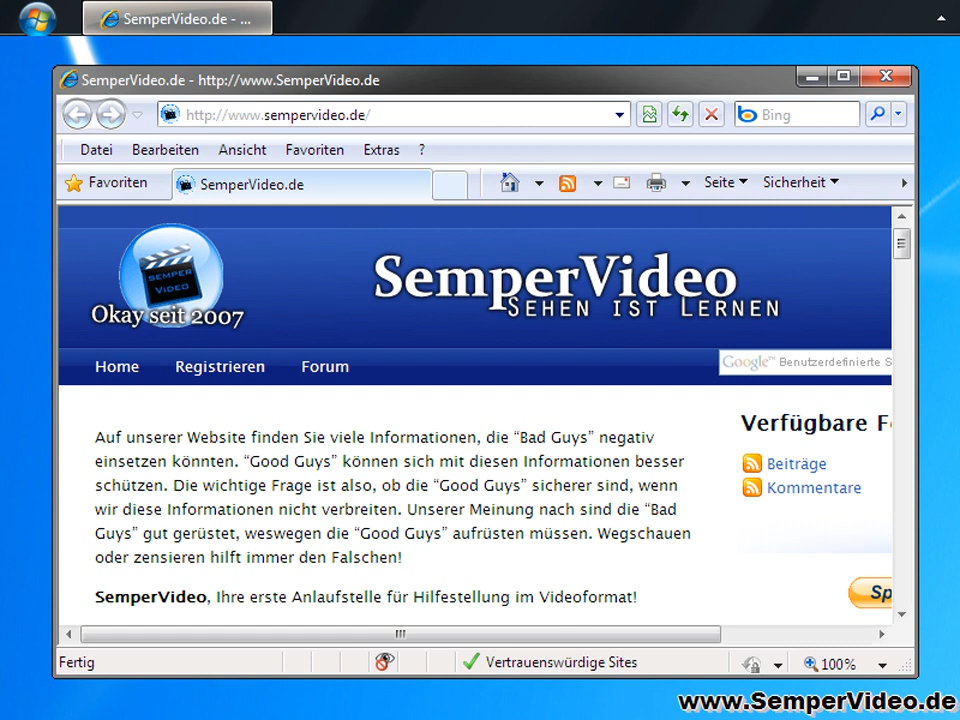 SemperVideo.de - ...
SemperVideo.de - http://www.SemperVideo.de
http://www.sempervideo.de/
Bing
Datei Bearbeiten Ansicht Favoriten Extras ?
Favoriten SemperVideo.de Seite Sicherheit
SEMPER
VIDEO
Okay seit 2007
SemperVideo
SEHEN IST LERNEN
Home Registrieren Forum
Google™ Benutzerdefinierte S
Verfügbare F
Beiträge
Kommentare
Auf unserer Website finden Sie viele Informationen, die “Bad Guys” negativ
einsetzen könnten. “Good Guys” können sich mit diesen Informationen besser
schützen. Die wichtige Frage ist also, ob die “Good Guys” sicherer sind, wenn
wir diese Informationen nicht verbreiten. Unserer Meinung nach sind die “Bad
Guys” gut gerüstet, weswegen die “Good Guys” aufrüsten müssen. Wegschauen
oder zensieren hilft immer den Falschen!
SemperVideo, Ihre erste Anlaufstelle für Hilfestellung im Videoformat!
Sp
Fertig Vertrauenswürdige Sites 100%
www.SemperVideo.de